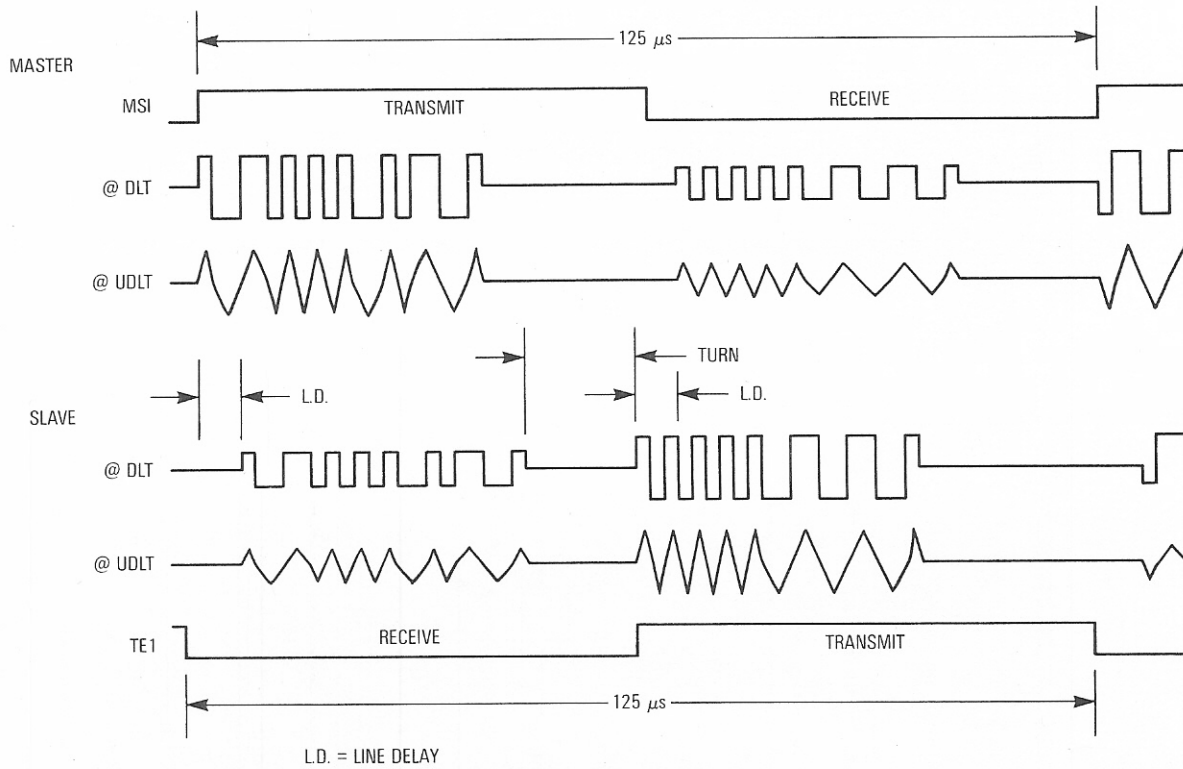 125 μs
MASTER
MSI
TRANSMIT
RECEIVE
@ DLT
@ UDLT
TURN
L.D.
L.D.
SLAVE
@ DLT
@ UDLT
TE1
RECEIVE
TRANSMIT
125 μs
L.D. = LINE DELAY